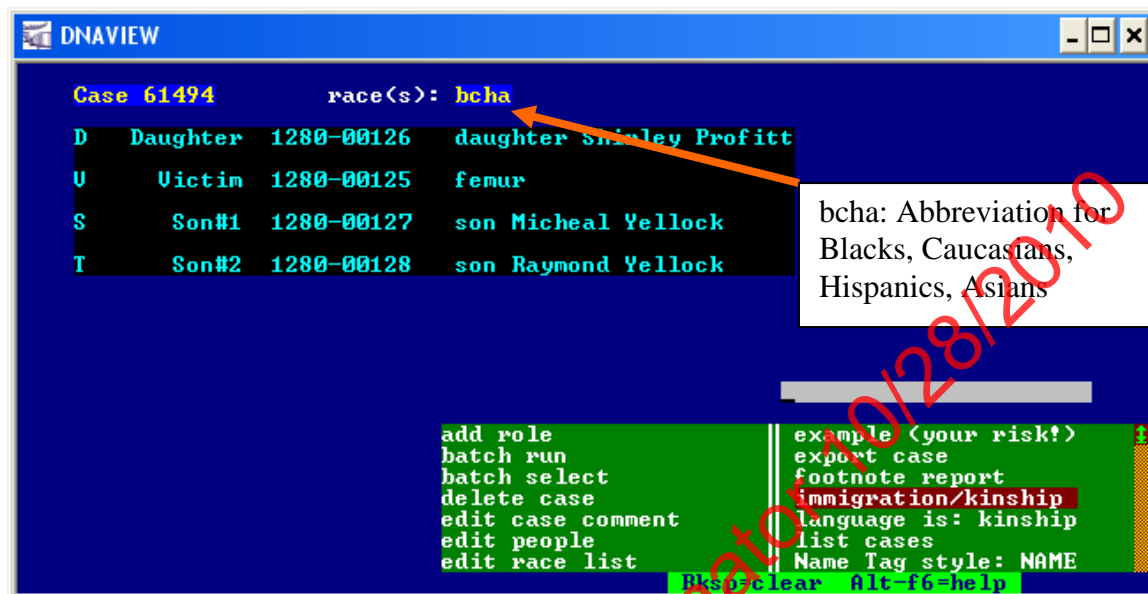 DNAVIEW
Case 61494 race(s): bcha
D Daughter 1280-00126 daughter Shirley Profitt
V Victim 1280-00125 femur
S Son#1 1280-00127 son Micheal Yellock
T Son#2 1280-00128 son Raymond Yellock
bcha: Abbreviation for
Blacks, Caucasians,
Hispanics, Asians
add role
batch run
batch select
delete case
edit case comment
edit people
edit race list
example (your risk!)
export case
footnote report
immigration/kinship
language is: kinship
list cases
Name Tag style: NAME
Bksp=clear Alt-f6=help
10/28/2010